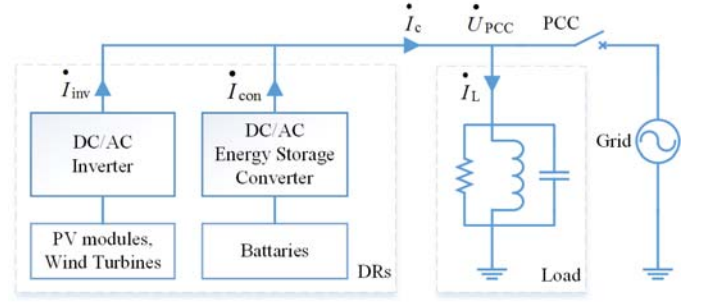 İc
U̇PCC
PCC
İinv
İcon
İL
DC/AC
Inverter
DC/AC
Energy Storage
Converter
Grid
PV modules,
Wind Turbines
Battaries
DRs
Load